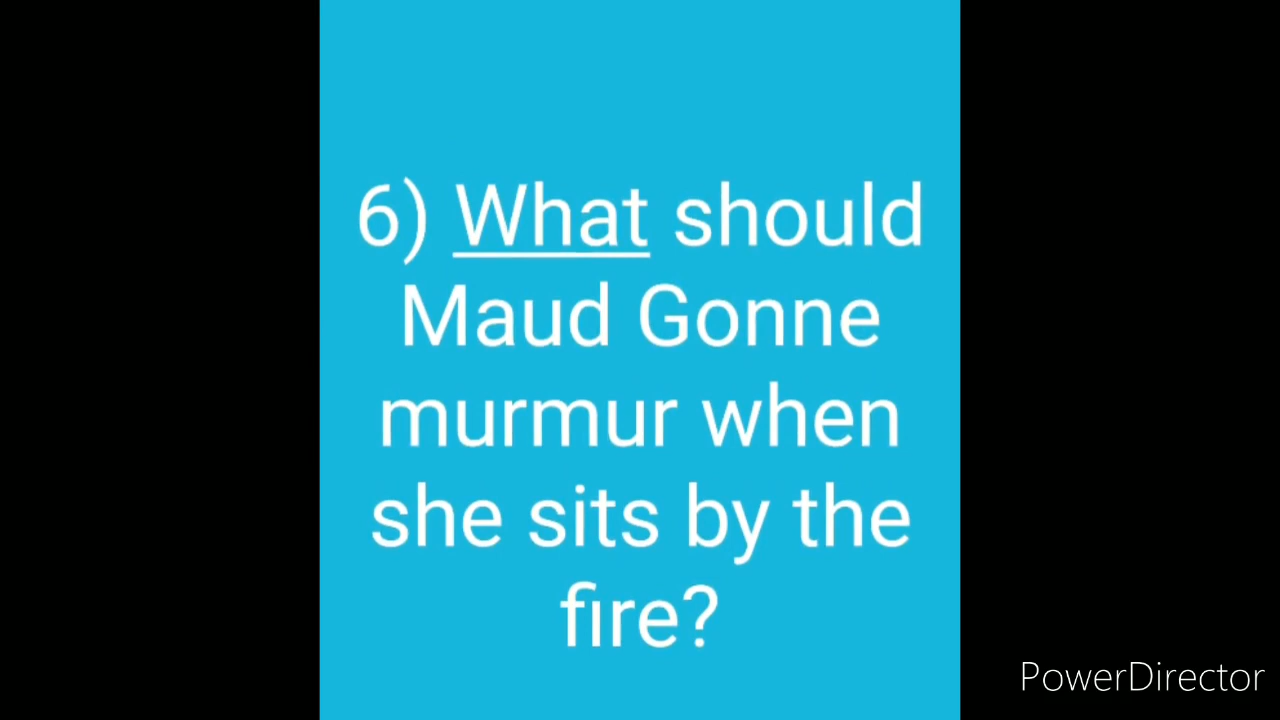 6) What should
Maud Gonne
murmur when
she sits by the
fire?
PowerDirector